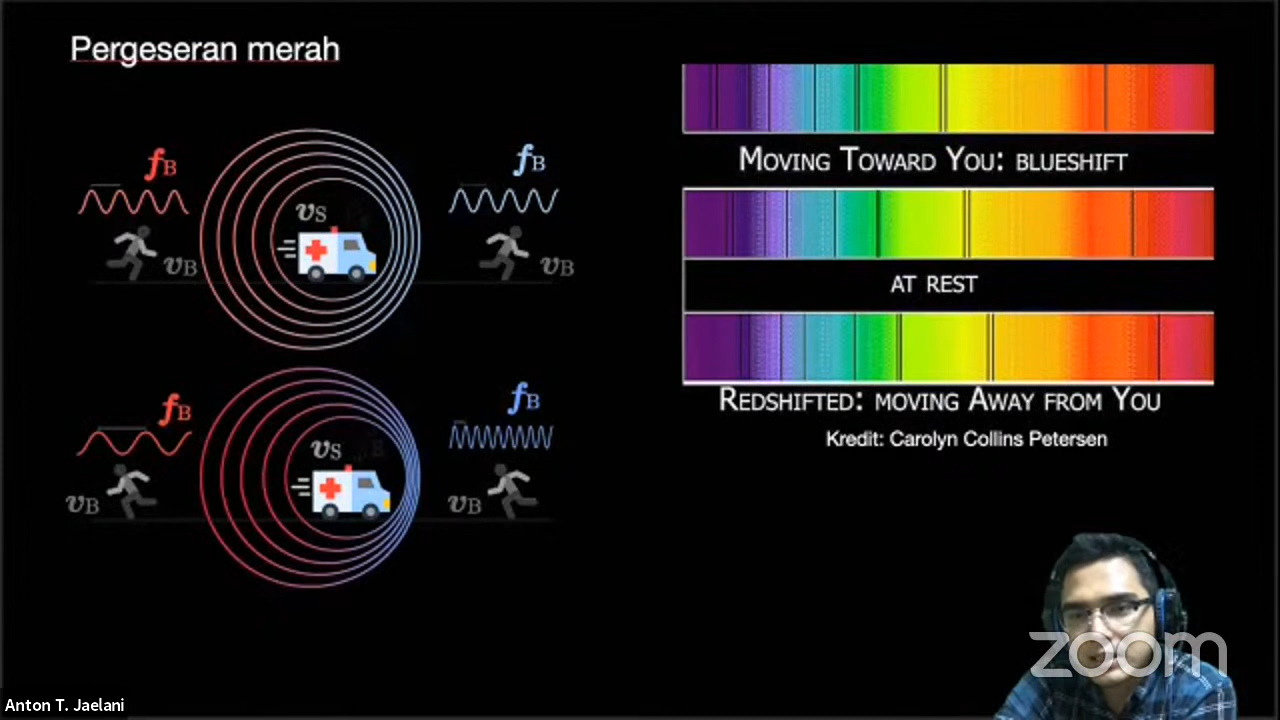 Pergeseran merah
fB
fB
vS
vB
vB
fB
fB
vS
vB
vB
MOVING TOWARD YOU: BLUESHIFT
AT REST
REDSHIFTED: MOVING AWAY FROM YOU
Kredit: Carolyn Collins Petersen
zoom
Anton T. Jaelani